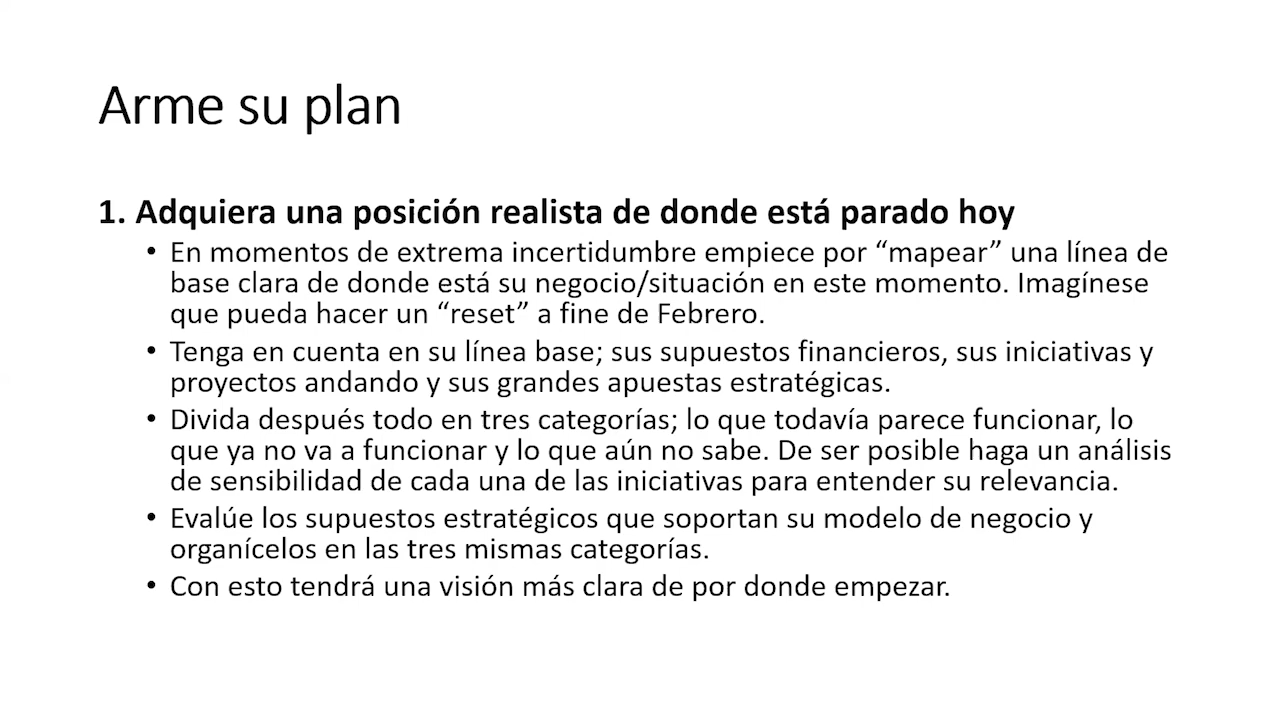 Arme su plan
1. Adquiera una posición realista de donde está parado hoy
• En momentos de extrema incertidumbre empiece por “mapear” una línea de
base clara de donde está su negocio/situación en este momento. Imagínese
que pueda hacer un “reset” a fine de Febrero.
• Tenga en cuenta en su línea base; sus supuestos financieros, sus iniciativas y
proyectos andando y sus grandes apuestas estratégicas.
• Divida después todo en tres categorías; lo que todavía parece funcionar, lo
que ya no va a funcionar y lo que aún no sabe. De ser posible haga un análisis
de sensibilidad de cada una de las iniciativas para entender su relevancia.
• Evalúe los supuestos estratégicos que soportan su modelo de negocio y
organícelos en las tres mismas categorías.
• Con esto tendrá una visión más clara de por donde empezar.